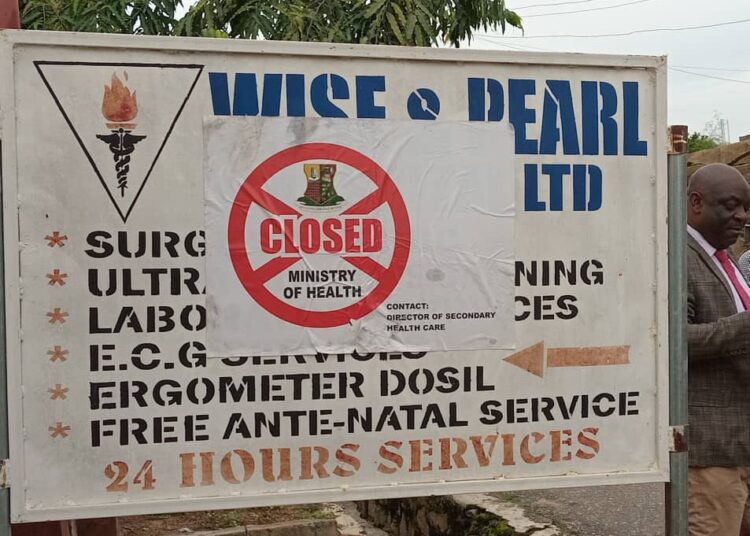 WISE & PEARL
LTD
CLOSED
MINISTRY
OF HEALTH
CONTACT:
DIRECTOR OF SECONDARY
HEALTH CARE
* SURG
* ULTRA NING
* LABO CES
* E.C.G SERVICES
* ERGOMETER DOSIL
* FREE ANTE-NATAL SERVICE
24 HOURS SERVICES